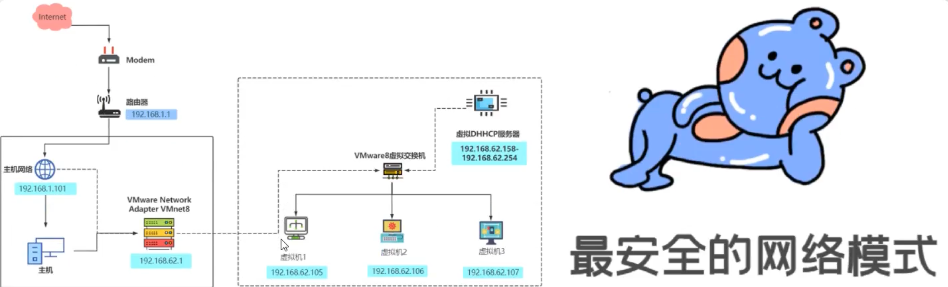 Internet
Modem
路由器
192.168.1.1
主机网络
192.168.1.101
VMware Network
Adapter VMnet8
192.168.62.1
主机
虚拟DHHCP服务器
192.168.62.158-
192.168.62.254
VMware8虚拟交换机
虚拟机1
192.168.62.105
虚拟机2
192.168.62.106
虚拟机3
192.168.62.107
最安全的网络模式